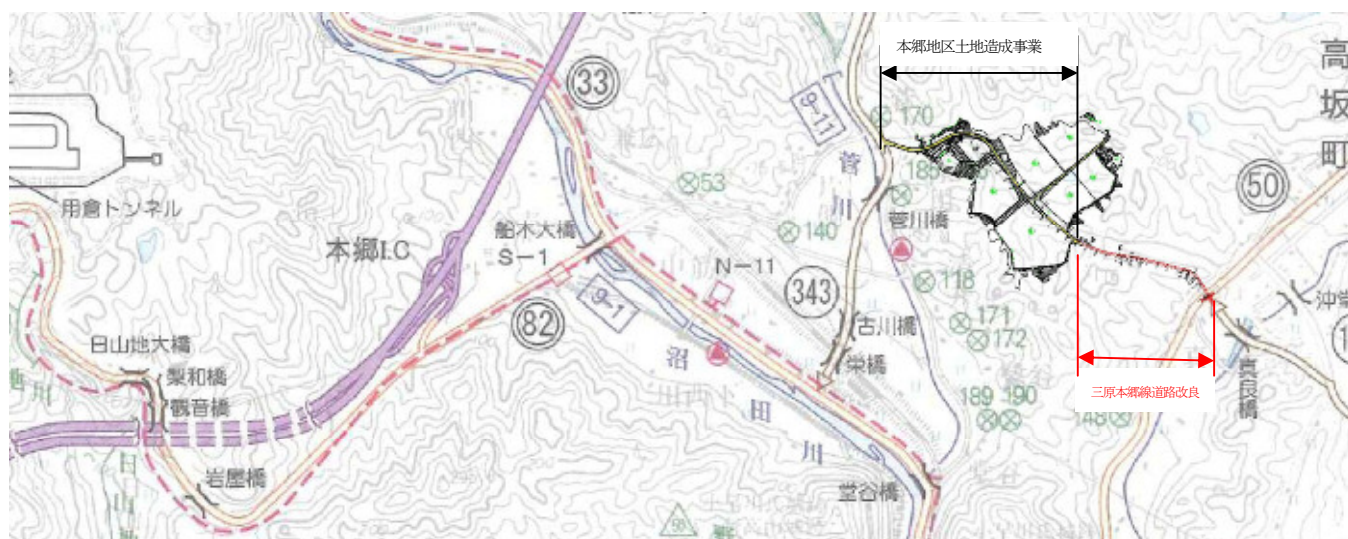 本郷地区土地造成事業
高坂町
33
9-11
170
菅川
用倉トンネル
53
50
菅川橋
船木大橋
S-1
本郷I.C
140
N-11
118
343
9-1
82
171
172
古川橋
栄橋
日山地大橋
梨和橋
観音橋
沼田川
真良橋
三原本郷線道路改良
189
190
148
岩屋橋
堂谷橋